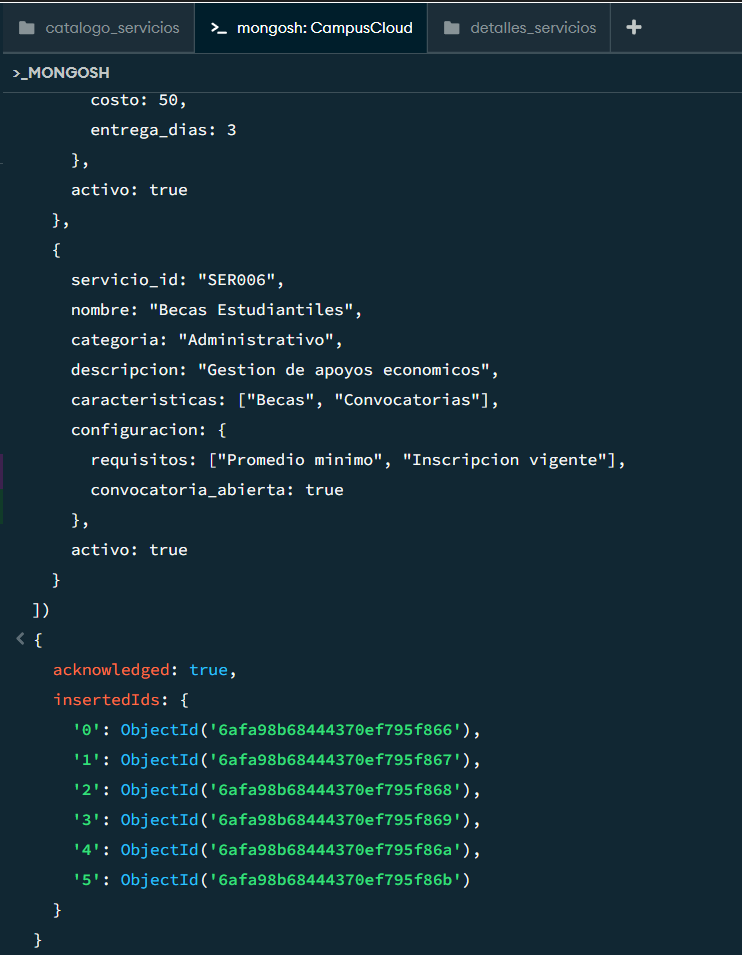 catalogo_servicios
>_ mongosh: CampusCloud
detalles_servicios
+
>_MONGOSH
costo: 50,
entrega_dias: 3
},
activo: true
},
{
servicio_id: "SER006",
nombre: "Becas Estudiantiles",
categoria: "Administrativo",
descripcion: "Gestion de apoyos economicos",
caracteristicas: ["Becas", "Convocatorias"],
configuracion: {
requisitos: ["Promedio minimo", "Inscripcion vigente"],
convocatoria_abierta: true
},
activo: true
}
])
< {
acknowledged: true,
insertedIds: {
'0': ObjectId('6afa98b68444370ef795f866'),
'1': ObjectId('6afa98b68444370ef795f867'),
'2': ObjectId('6afa98b68444370ef795f868'),
'3': ObjectId('6afa98b68444370ef795f869'),
'4': ObjectId('6afa98b68444370ef795f86a'),
'5': ObjectId('6afa98b68444370ef795f86b')
}
}